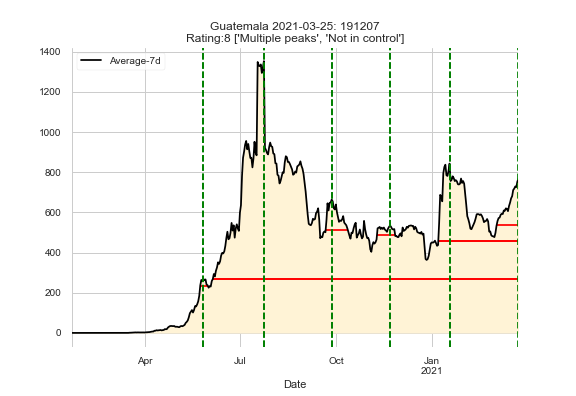 Guatemala 2021-03-25: 191207
Rating:8 ['Multiple peaks', 'Not in control']
1400
Average-7d
1200
1000
800
600
400
200
0
Apr Jul Oct Jan
2021
Date